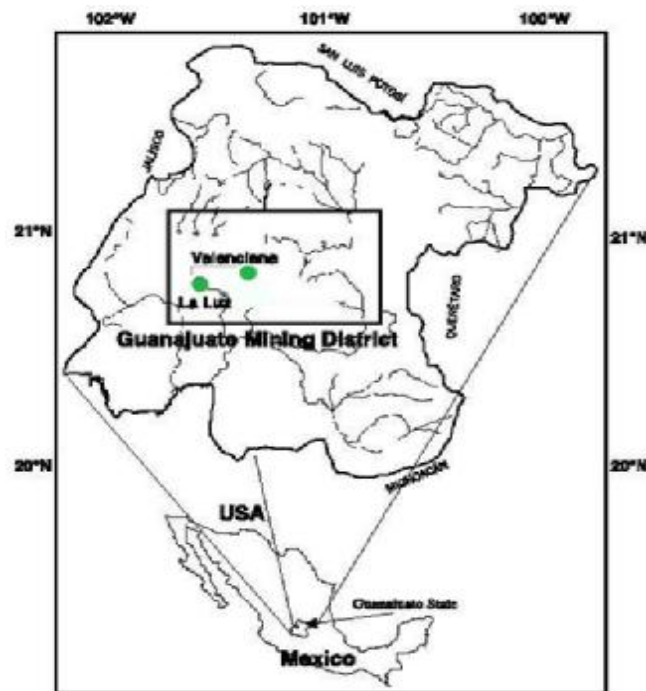 102°W 101°W 100°W
SAN LUIS POTOSÍ
JALISCO
21°N 21°N
Valenciana
La Luz
QUERÉTARO
Guanajuato Mining District
20°N 20°N
MICHOACÁN
USA
Guanajuato State
Mexico